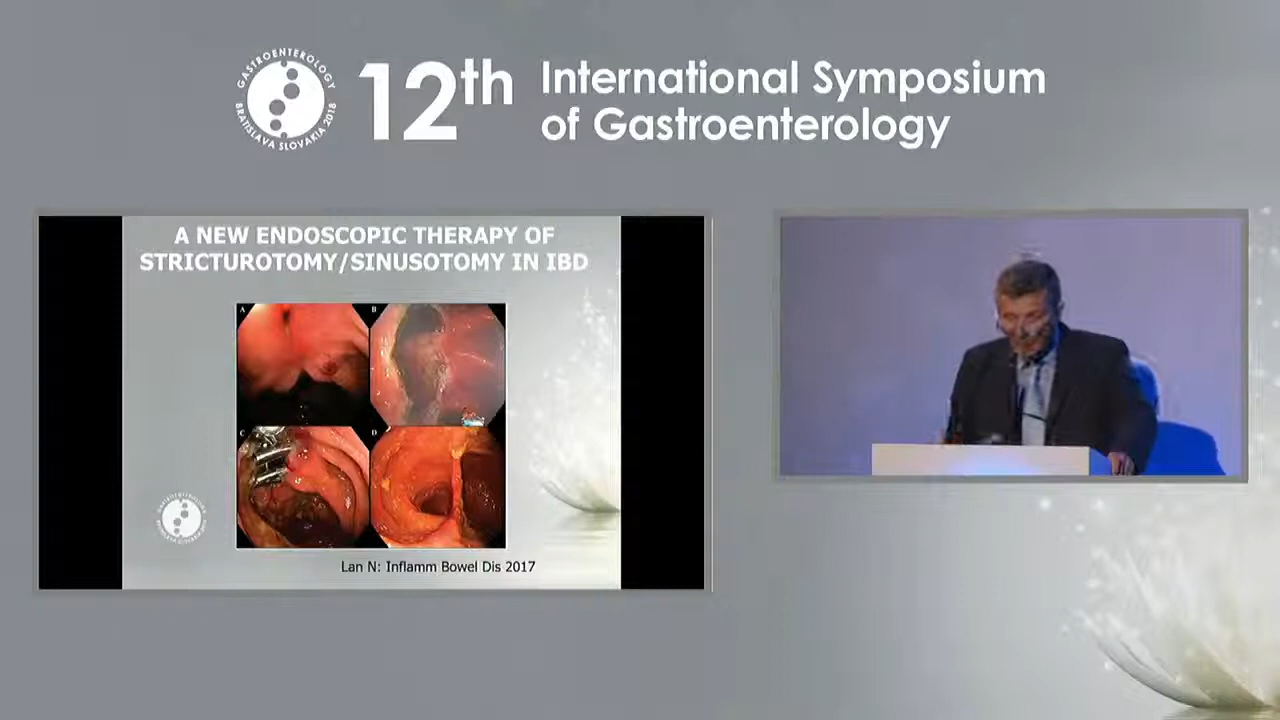 GASTROENTEROLOGY
BRATISLAVA SLOVAKIA 2018
12th
International Symposium
of Gastroenterology
A NEW ENDOSCOPIC THERAPY OF
STRICTUROTOMY/SINUSOTOMY IN IBD
A
B
C
D
Lan N: Inflamm Bowel Dis 2017